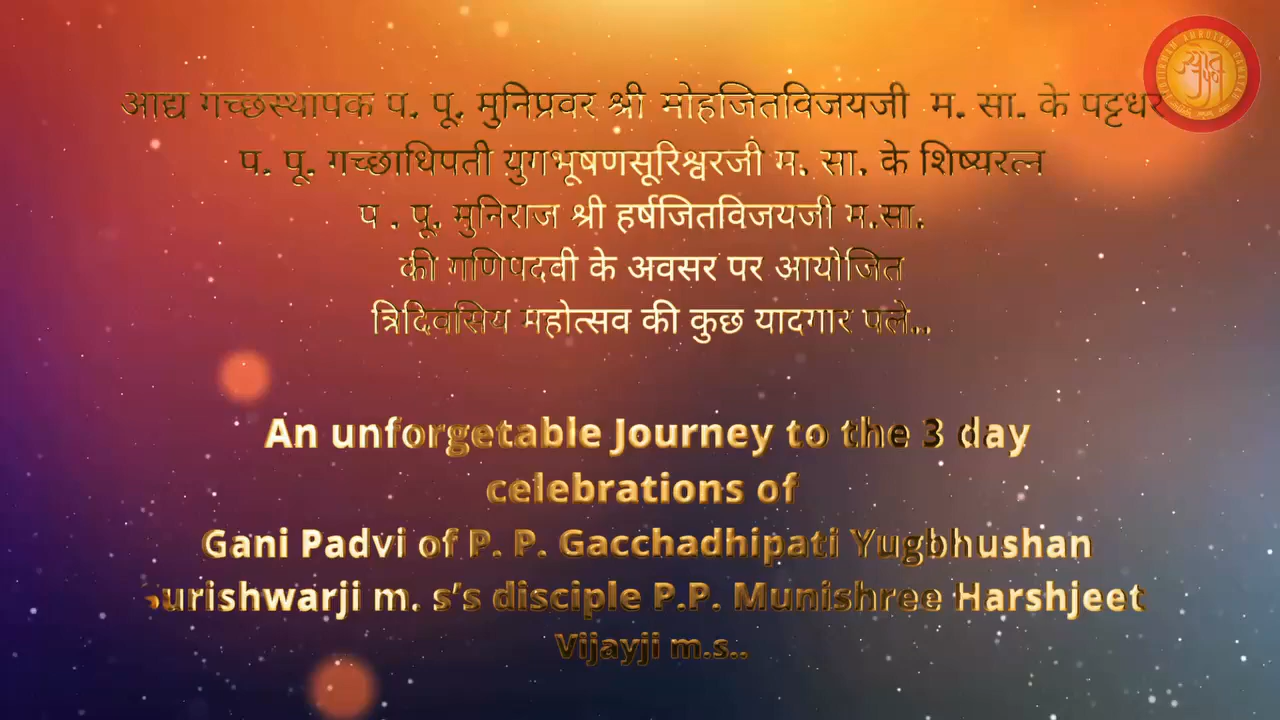 आद्य गच्छस्थापक प. पू. मुनिप्रवर श्री मोहजितविजयजी म. सा. के पट्टधर
प. पू. गच्छाधिपती युगभूषणसूरिश्वरजी म. सा. के शिष्यरत्न
प . पू. मुनिराज श्री हर्षजितविजयजी म.सा.
की गणिपदवी के अवसर पर आयोजित
त्रिदिवसिय महोत्सव की कुछ यादगार पले..
An unforgetable Journey to the 3 day
celebrations of
Gani Padvi of P. P. Gacchadhipati Yugbhushan
urishwarji m. s’s disciple P.P. Munishree Harshjeet
Vijayji m.s..